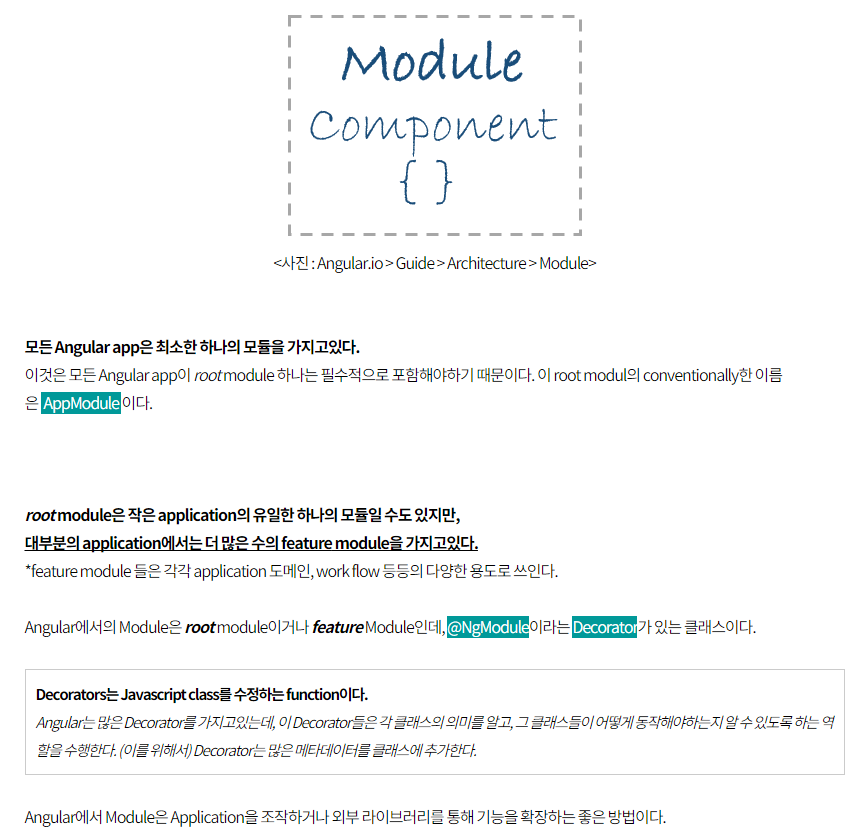 Module
Component
{ }
<사진 : Angular.io > Guide > Architecture > Module>
모든 Angular app은 최소한 하나의 모듈을 가지고있다.
이것은 모든 Angular app이 root module 하나는 필수적으로 포함해야하기 때문이다. 이 root modul의 conventionally한 이름
은 AppModule이다.
root module은 작은 application의 유일한 하나의 모듈일 수도 있지만,
대부분의 application에서는 더 많은 수의 feature module을 가지고있다.
*feature module 들은 각각 application 도메인, work flow 등등의 다양한 용도로 쓰인다.
Angular에서의 Module은 root module이거나 feature Module인데, @NgModule이라는 Decorator가 있는 클래스이다.
Decorators는 Javascript class를 수정하는 function이다.
Angular는 많은 Decorator를 가지고있는데, 이 Decorator들은 각 클래스의 의미를 알고, 그 클래스들이 어떻게 동작해야하는지 알 수 있도록 하는 역
할을 수행한다. (이를 위해서) Decorator는 많은 메타데이터를 클래스에 추가한다.
Angular에서 Module은 Application을 조작하거나 외부 라이브러리를 통해 기능을 확장하는 좋은 방법이다.